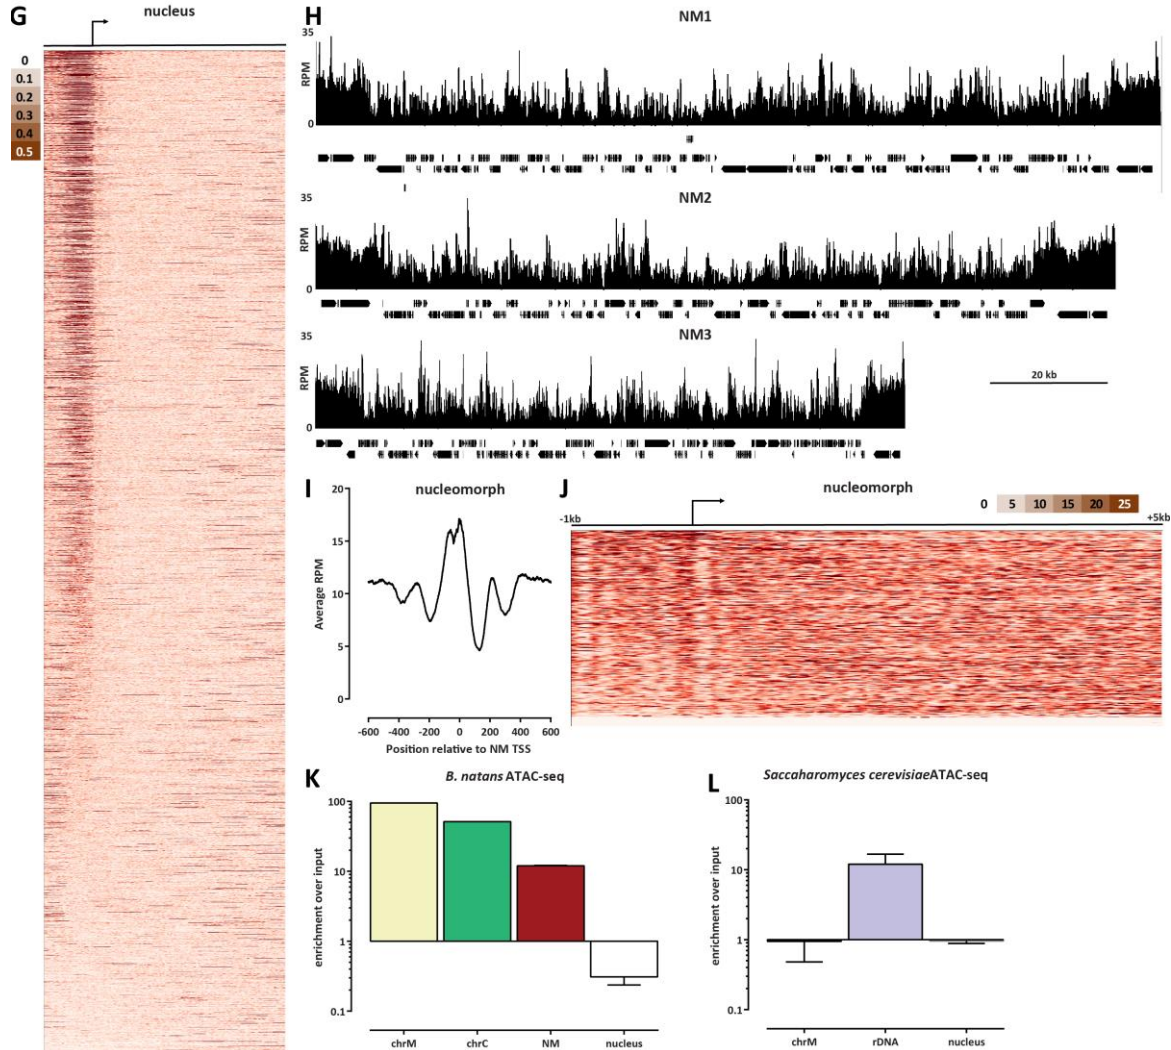 G
nucleus
0
0.1
0.2
0.3
0.4
0.5
H
NM1
35
RPM
0
NM2
35
RPM
0
NM3
35
RPM
0
20 kb
I
nucleomorph
20
15
10
5
0
Average RPM
-600 -400 -200 0 200 400 600
Position relative to NM TSS
J
nucleomorph
0 5 10 15 20 25
-1kb
+5kb
K
B. natans ATAC-seq
100
10
1
0.1
enrichment over input
chrM chrC NM nucleus
L
Saccaharomyces cerevisiaeATAC-seq
100
10
1
0.1
enrichment over input
chrM rDNA nucleus